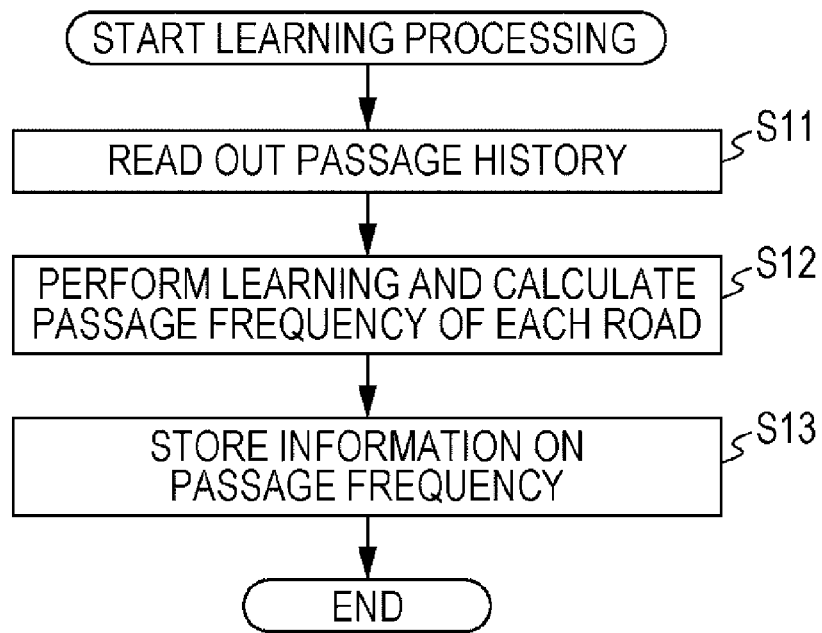 START LEARNING PROCESSING
S11
READ OUT PASSAGE HISTORY
S12
PERFORM LEARNING AND CALCULATE
PASSAGE FREQUENCY OF EACH ROAD
S13
STORE INFORMATION ON
PASSAGE FREQUENCY
END